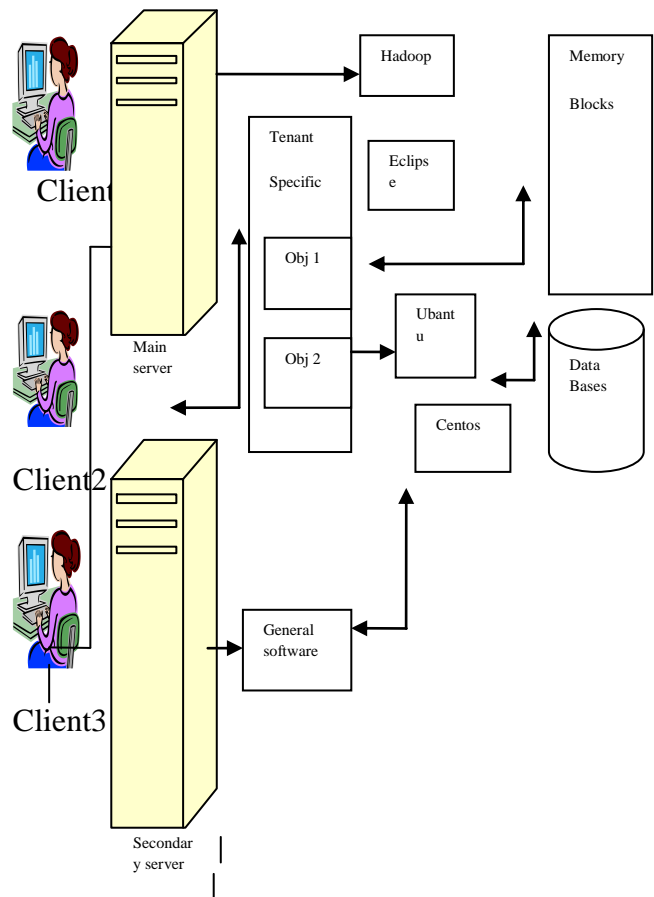 Hadoop
Memory
Blocks
Tenant
Specific
Eclips
e
Client
Obj 1
Ubant
u
Main
server
Obj 2
Data
Bases
Centos
Client2
General
software
Client3
Secondar
y server